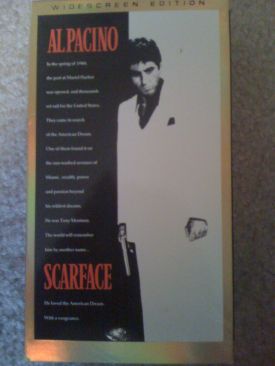 WIDESCREEN EDITION
AL PACINO
In the spring of 1980,
the port at Mariel Harbor
was opened, and thousands
set sail for the United States.
They came in search
of the American Dream.
One of them found it on
the sun-washed avenues of
Miami...wealth, power
and passion beyond
his wildest dreams.
He was Tony Montana.
The world will remember
him by another name...
SCARFACE
He loved the American Dream.
With a vengeance.